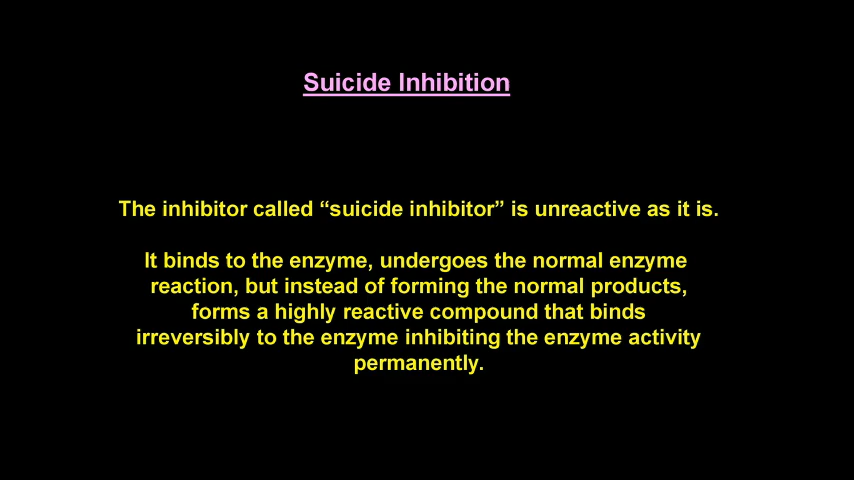 Suicide Inhibition
The inhibitor called “suicide inhibitor” is unreactive as it is.
It binds to the enzyme, undergoes the normal enzyme
reaction, but instead of forming the normal products,
forms a highly reactive compound that binds
irreversibly to the enzyme inhibiting the enzyme activity
permanently.